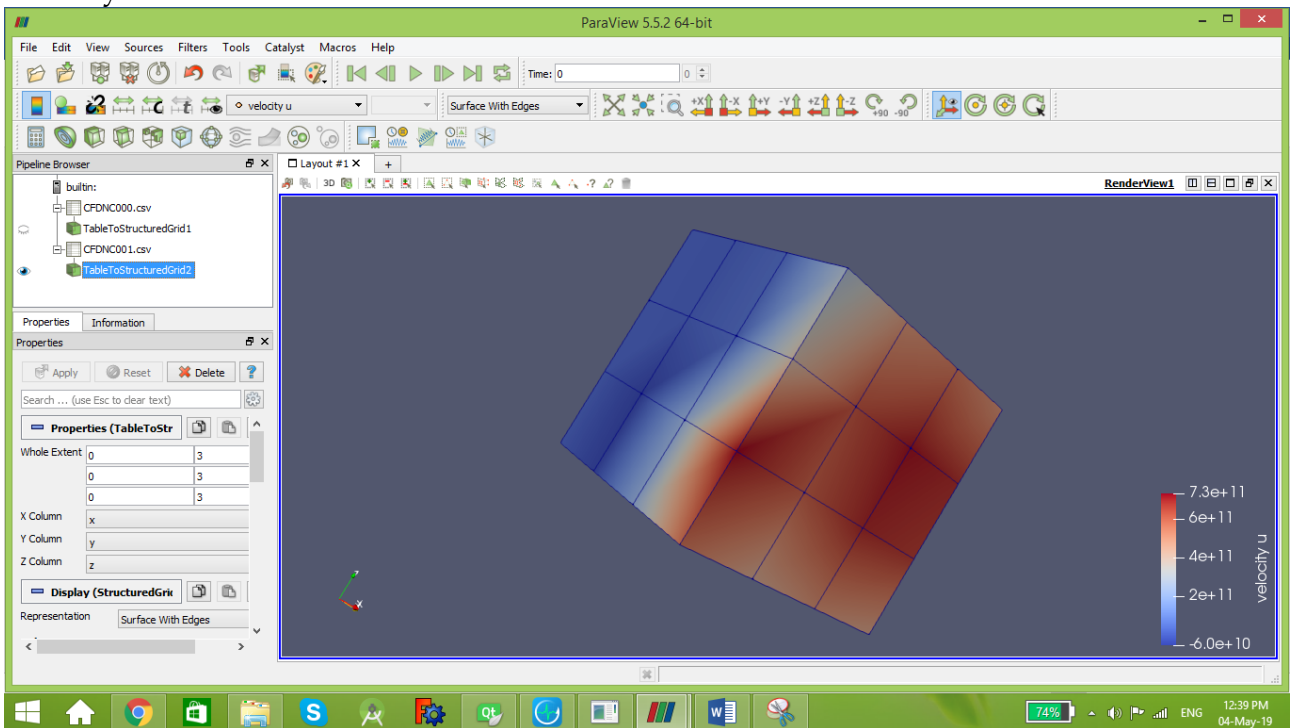 ParaView 5.5.2 64-bit
File Edit View Sources Filters Tools Catalyst Macros Help
Time: 0 0
velocity u Surface With Edges
+X -X +Y -Y +Z -Z +90 -90
Pipeline Browser
Layout #1 X +
builtin:
3D
RenderView1
CFDNC000.csv
TableToStructuredGrid1
CFDNC001.csv
TableToStructuredGrid2
Properties Information
Properties
Apply Reset Delete ?
Search ... (use Esc to clear text)
Properties (TableToStr
Whole Extent 0 3
0 3
0 3
X Column x
Y Column y
Z Column z
Display (StructuredGri
Representation Surface With Edges
Z
X
7.3e+11
6e+11
4e+11
2e+11
-6.0e+10
velocity u
74% ENG 12:39 PM
04-May-19